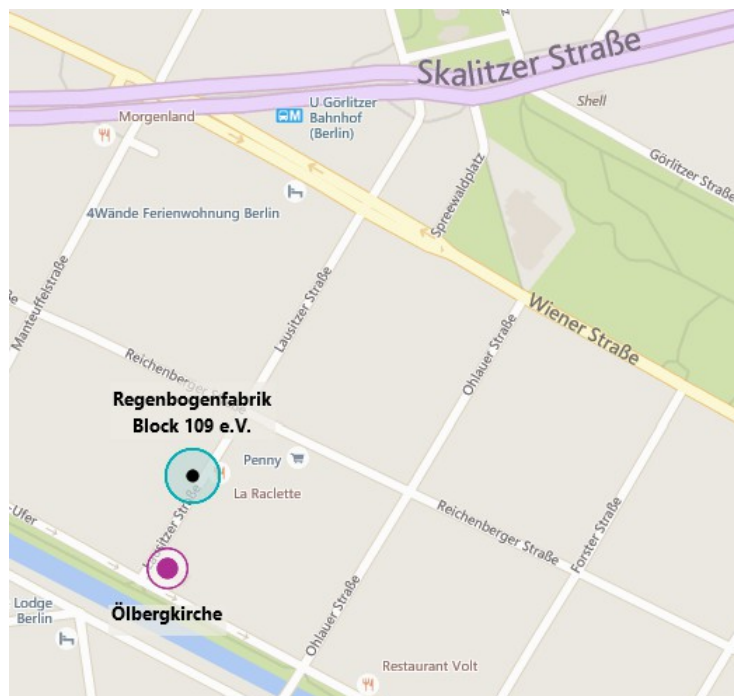 Skalitzer Straße
Shell
Morgenland
U Görlitzer
Bahnhof
(Berlin)
Görlitzer Straße
Spreewaldplatz
4Wände Ferienwohnung Berlin
Manteuffelstraße
Lausitzer Straße
Wiener Straße
Ohlauer Straße
Reichenberger Straße
Regenbogenfabrik
Block 109 e.V.
Penny
La Raclette
Lausitzer Straße
Reichenberger Straße
Forster Straße
-Ufer
Ölbergkirche
Lodge
Berlin
Ohlauer Straße
Restaurant Volt